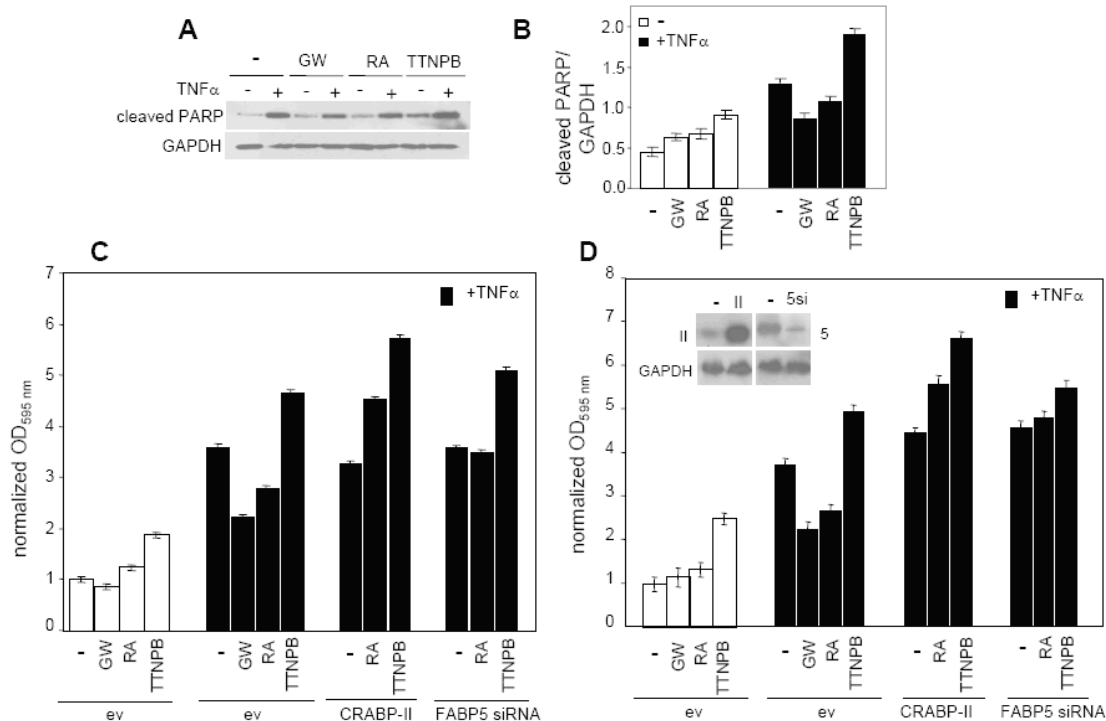 A
- GW RA TTNPB
TNFα - + - + - + - +
cleaved PARP
GAPDH
B
-
+TNFα
cleaved PARP/
GAPDH
2.0
1.5
1.0
0.5
0.0
- GW RA TTNPB - GW RA TTNPB
C
+TNFα
normalized OD595 nm
7
6
5
4
3
2
1
0
- GW RA TTNPB - GW RA TTNPB - RA TTNPB - RA TTNPB
ev ev CRABP-II FABP5 siRNA
D
+TNFα
- II - 5si
II 5
GAPDH
normalized OD595 nm
8
7
6
5
4
3
2
1
0
- GW RA TTNPB - GW RA TTNPB - RA TTNPB - RA TTNPB
ev ev CRABP-II FABP5 siRNA